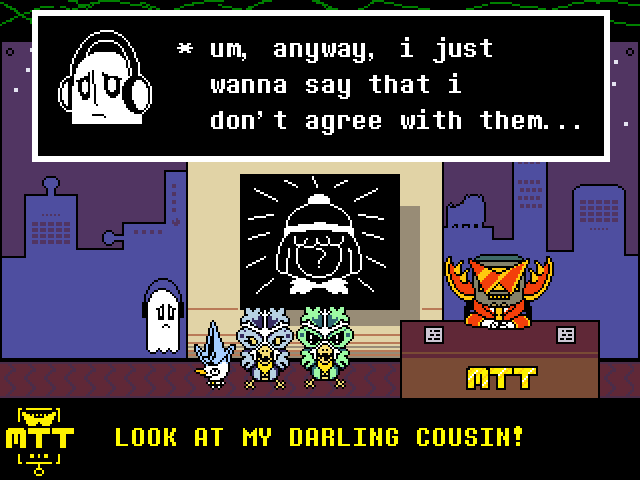 * um, anyway, i just
wanna say that i
don't agree with them...
MTT
MTT
LOOK AT MY DARLING COUSIN!